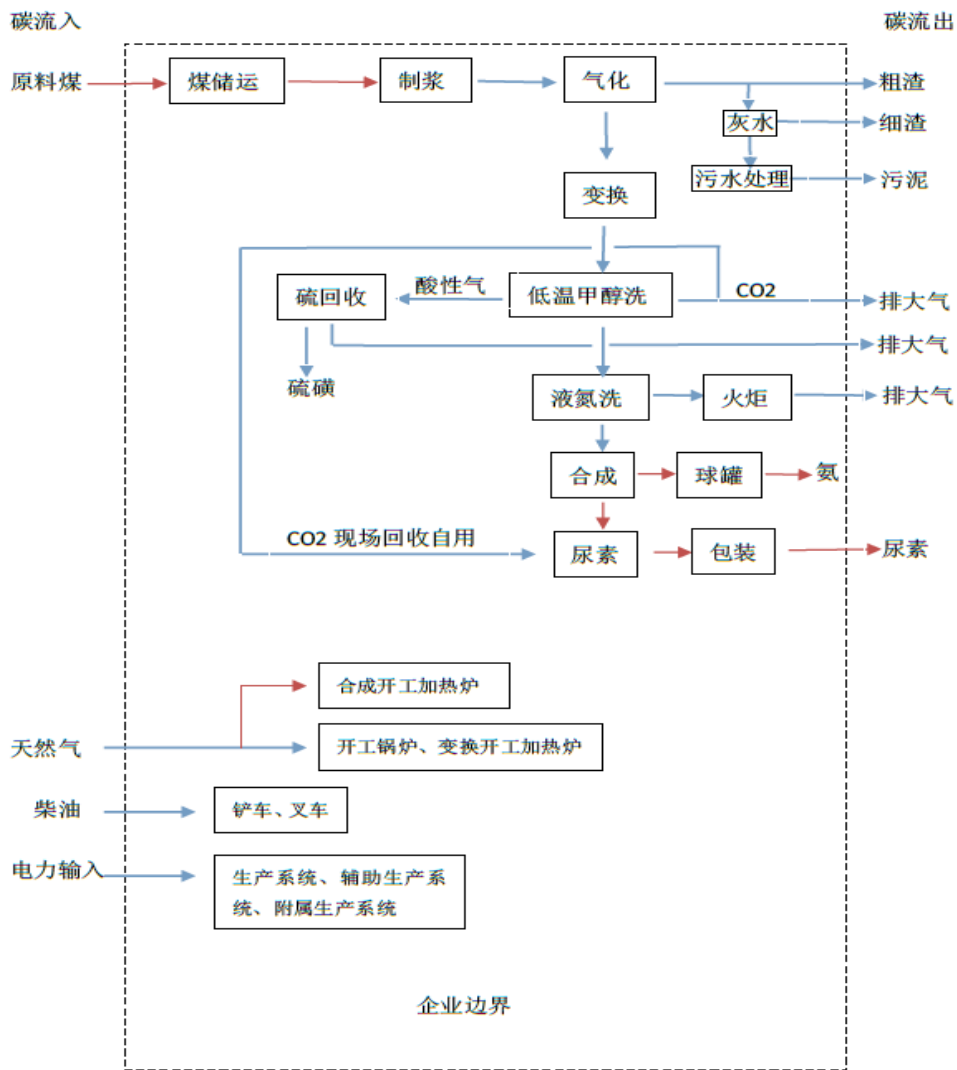 碳流入
碳流出
原料煤
煤储运
制浆
气化
粗渣
灰水
细渣
污水处理
污泥
变换
硫回收
酸性气
低温甲醇洗
CO2
排大气
排大气
硫磺
液氮洗
火炬
排大气
合成
球罐
氨
CO2 现场回收自用
尿素
包装
尿素
合成开工加热炉
天然气
开工锅炉、变换开工加热炉
柴油
铲车、叉车
电力输入
生产系统、辅助生产系
统、附属生产系统
企业边界